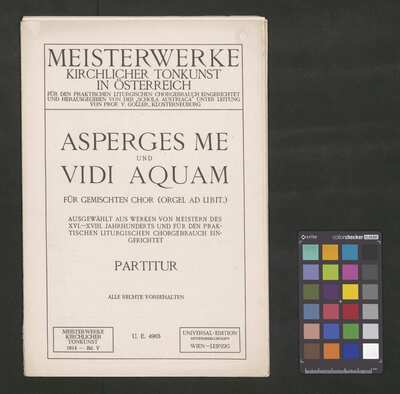 MEISTERWERKE
KIRCHLICHER TONKUNST
IN ÖSTERREICH
FÜR DEN PRAKTISCHEN LITURGISCHEN CHORGEBRAUCH EINGERICHTET
UND HERAUSGEGEBEN VON DER „SCHOLA AUSTRIACA” UNTER LEITUNG
VON PROF. V. GOLLER, KLOSTERNEUBURG
ASPERGES ME
UND
VIDI AQUAM
FÜR GEMISCHTEN CHOR (ORGEL AD LIBIT.)
AUSGEWÄHLT AUS WERKEN VON MEISTERN DES
XVI.–XVIII. JAHRHUNDERTS UND FÜR DEN PRAK-
TISCHEN LITURGISCHEN CHORGEBRAUCH EIN-
GERICHTET
PARTITUR
ALLE RECHTE VORBEHALTEN
MEISTERWERKE
KIRCHLICHER
TONKUNST
1914 – Bd. V
U. E. 4965
UNIVERSAL-EDITION
AKTIENGESELLSCHAFT
WIEN–LEIPZIG
x-rite
colorchecker